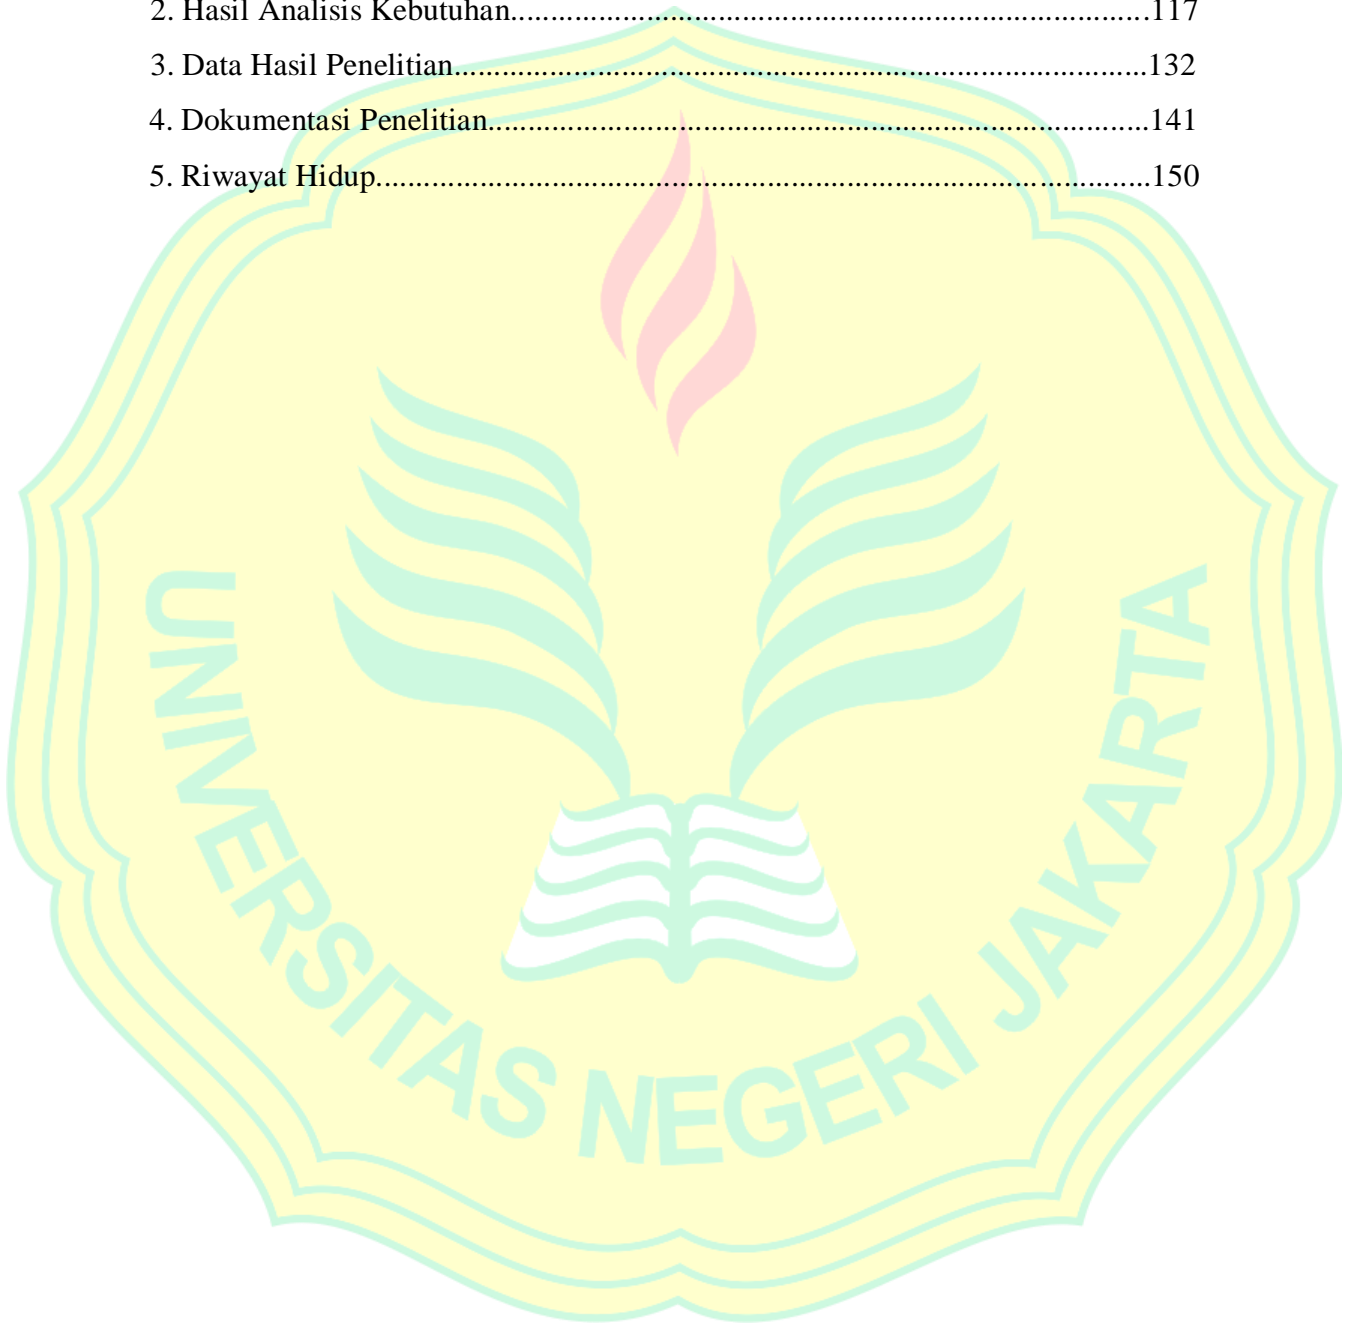 2. Hasil Analisis Kebutuhan................................................................................117
3. Data Hasil Penelitian.......................................................................................132
4. Dokumentasi Penelitian...................................................................................141
5. Riwayat Hidup.................................................................................................150
UNIVERSITAS NEGERI JAKARTA